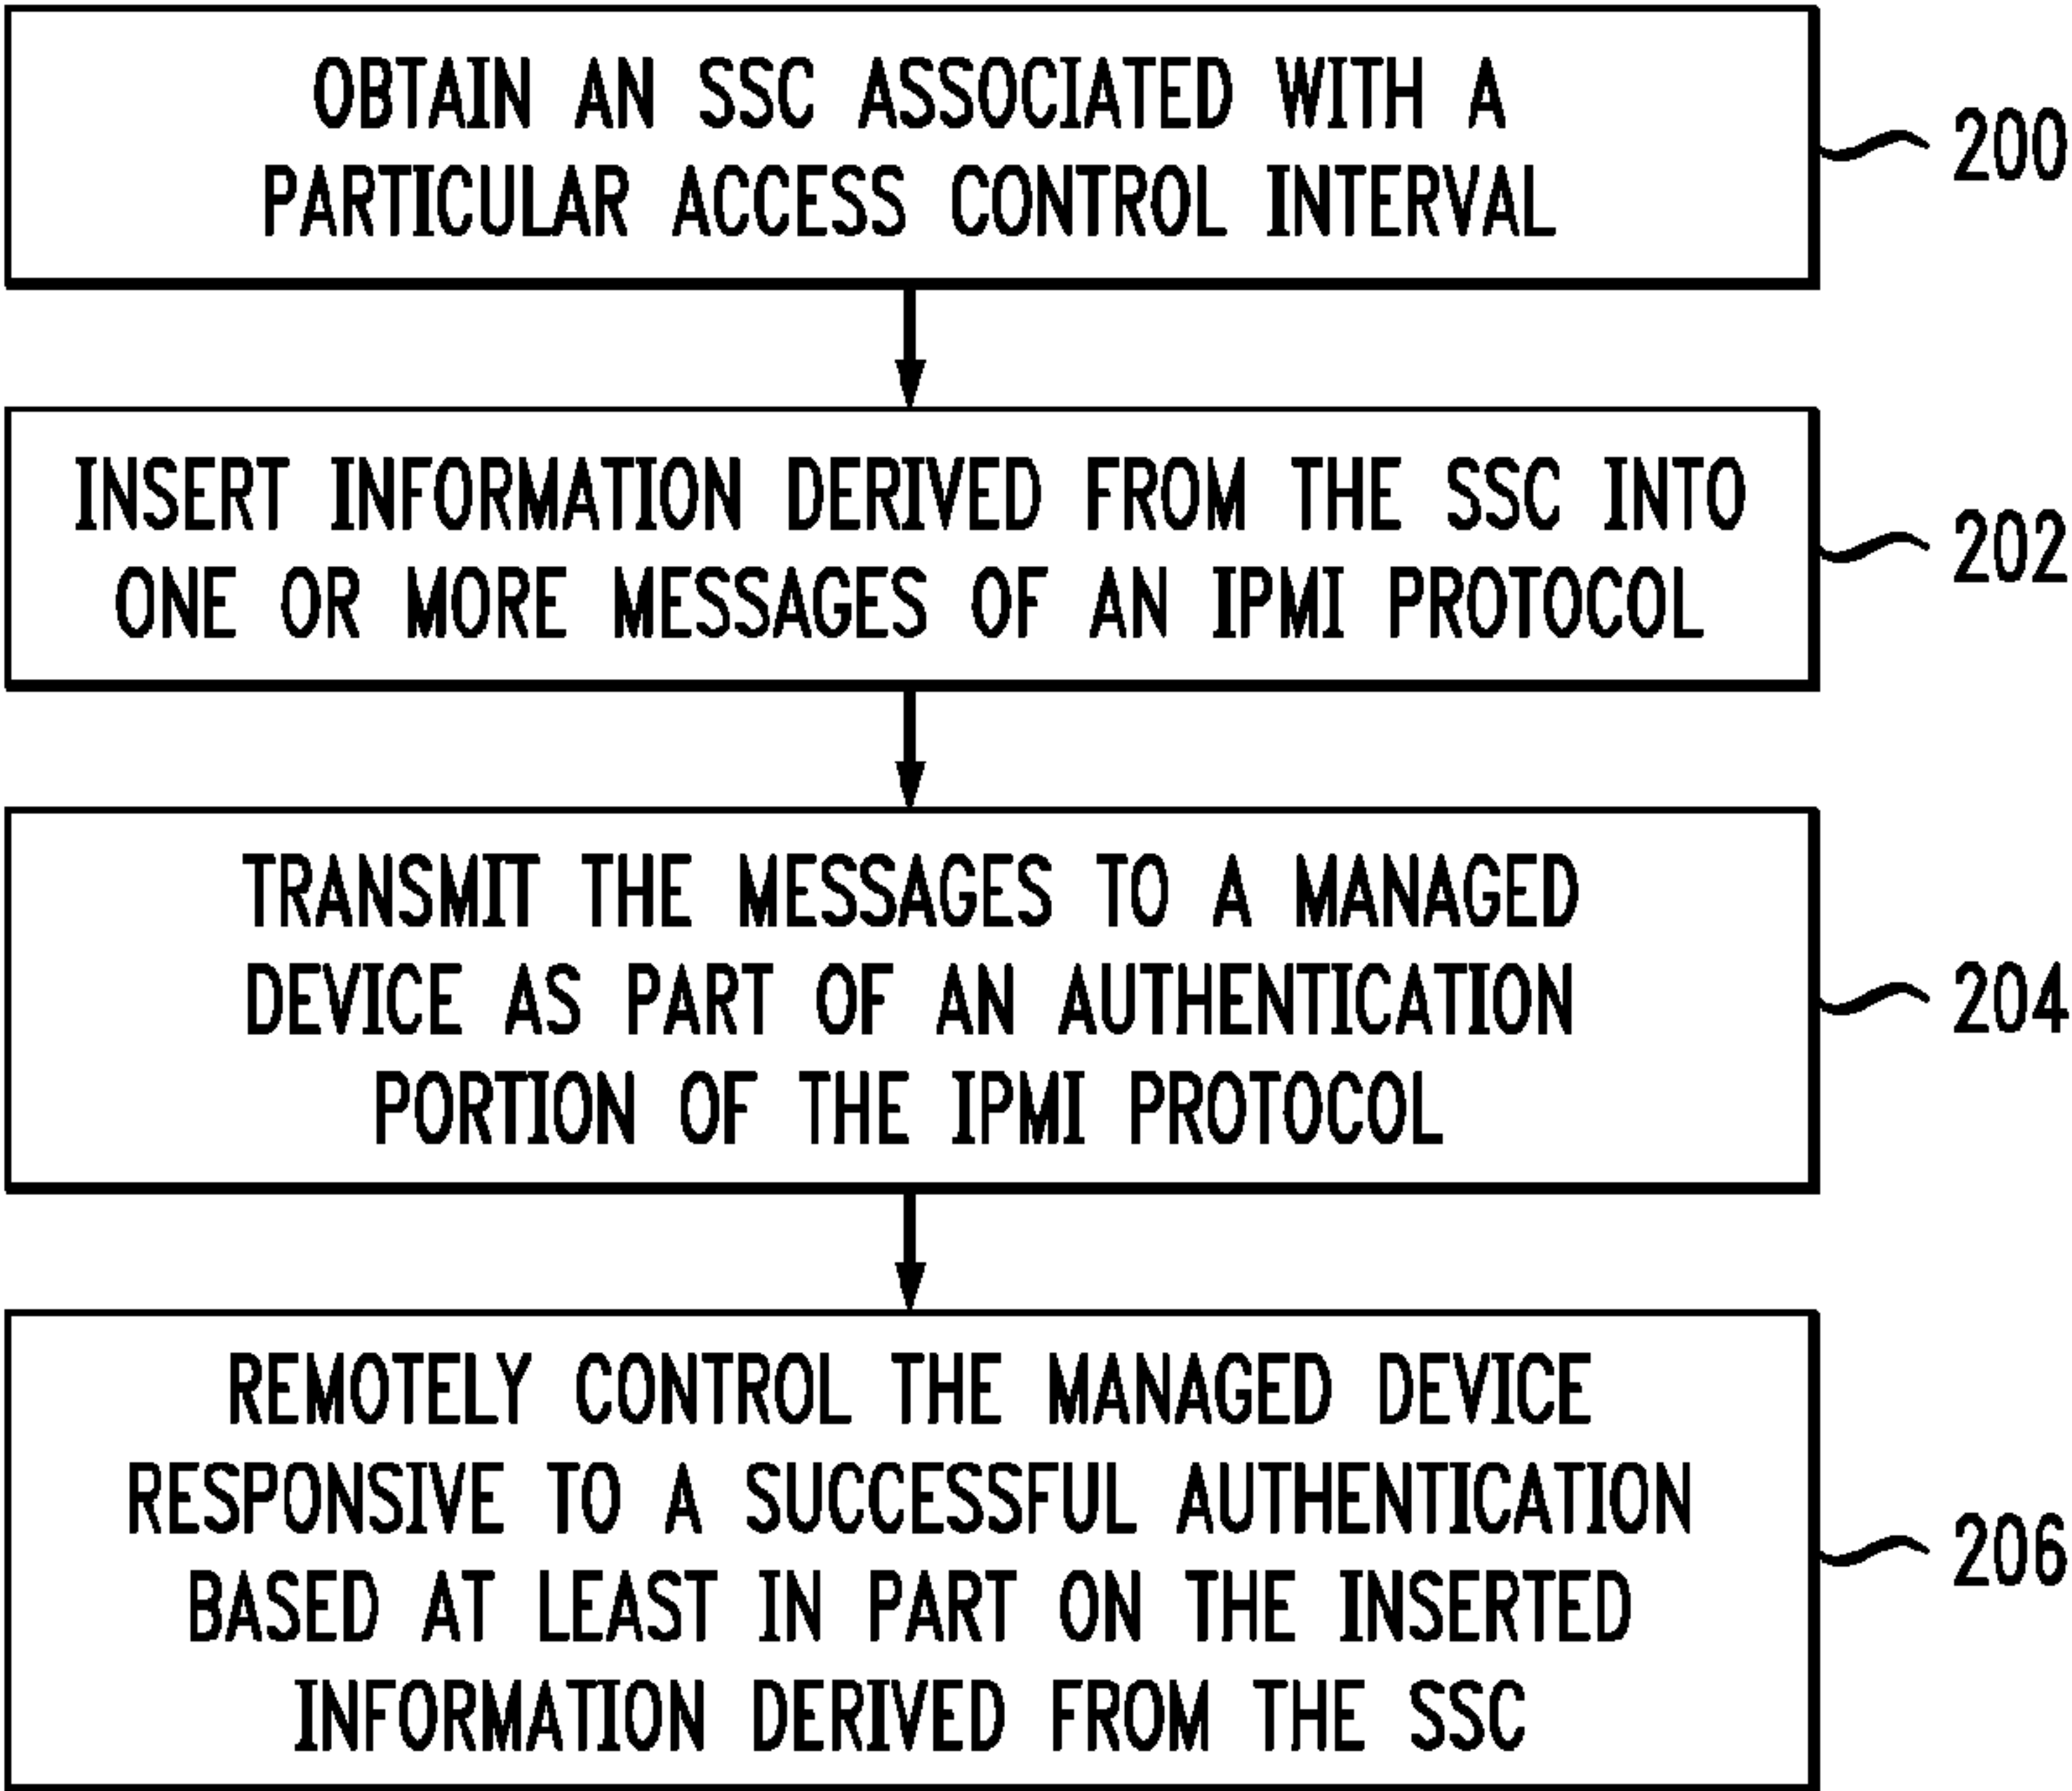 OBTAIN AN SSC ASSOCIATED WITH A
PARTICULAR ACCESS CONTROL INTERVAL
200
INSERT INFORMATION DERIVED FROM THE SSC INTO
ONE OR MORE MESSAGES OF AN IPMI PROTOCOL
202
TRANSMIT THE MESSAGES TO A MANAGED
DEVICE AS PART OF AN AUTHENTICATION
PORTION OF THE IPMI PROTOCOL
204
REMOTELY CONTROL THE MANAGED DEVICE
RESPONSIVE TO A SUCCESSFUL AUTHENTICATION
BASED AT LEAST IN PART ON THE INSERTED
INFORMATION DERIVED FROM THE SSC
206